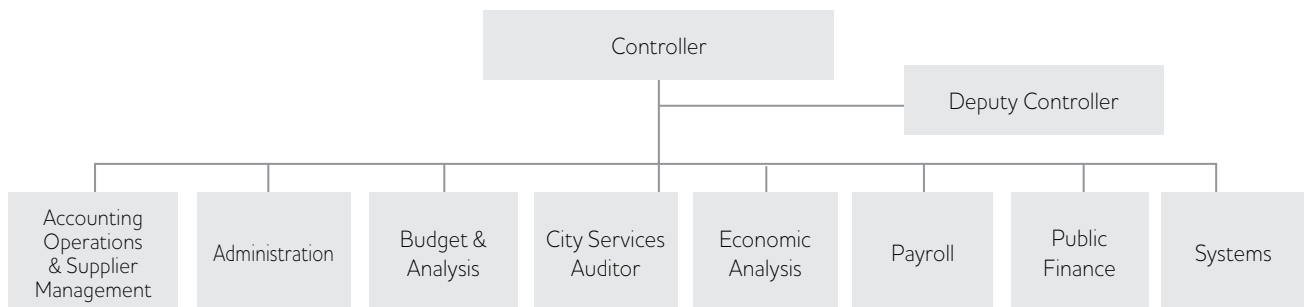 Controller
Deputy Controller
Accounting
Operations
& Supplier
Management
Administration
Budget &
Analysis
City Services
Auditor
Economic
Analysis
Payroll
Public
Finance
Systems